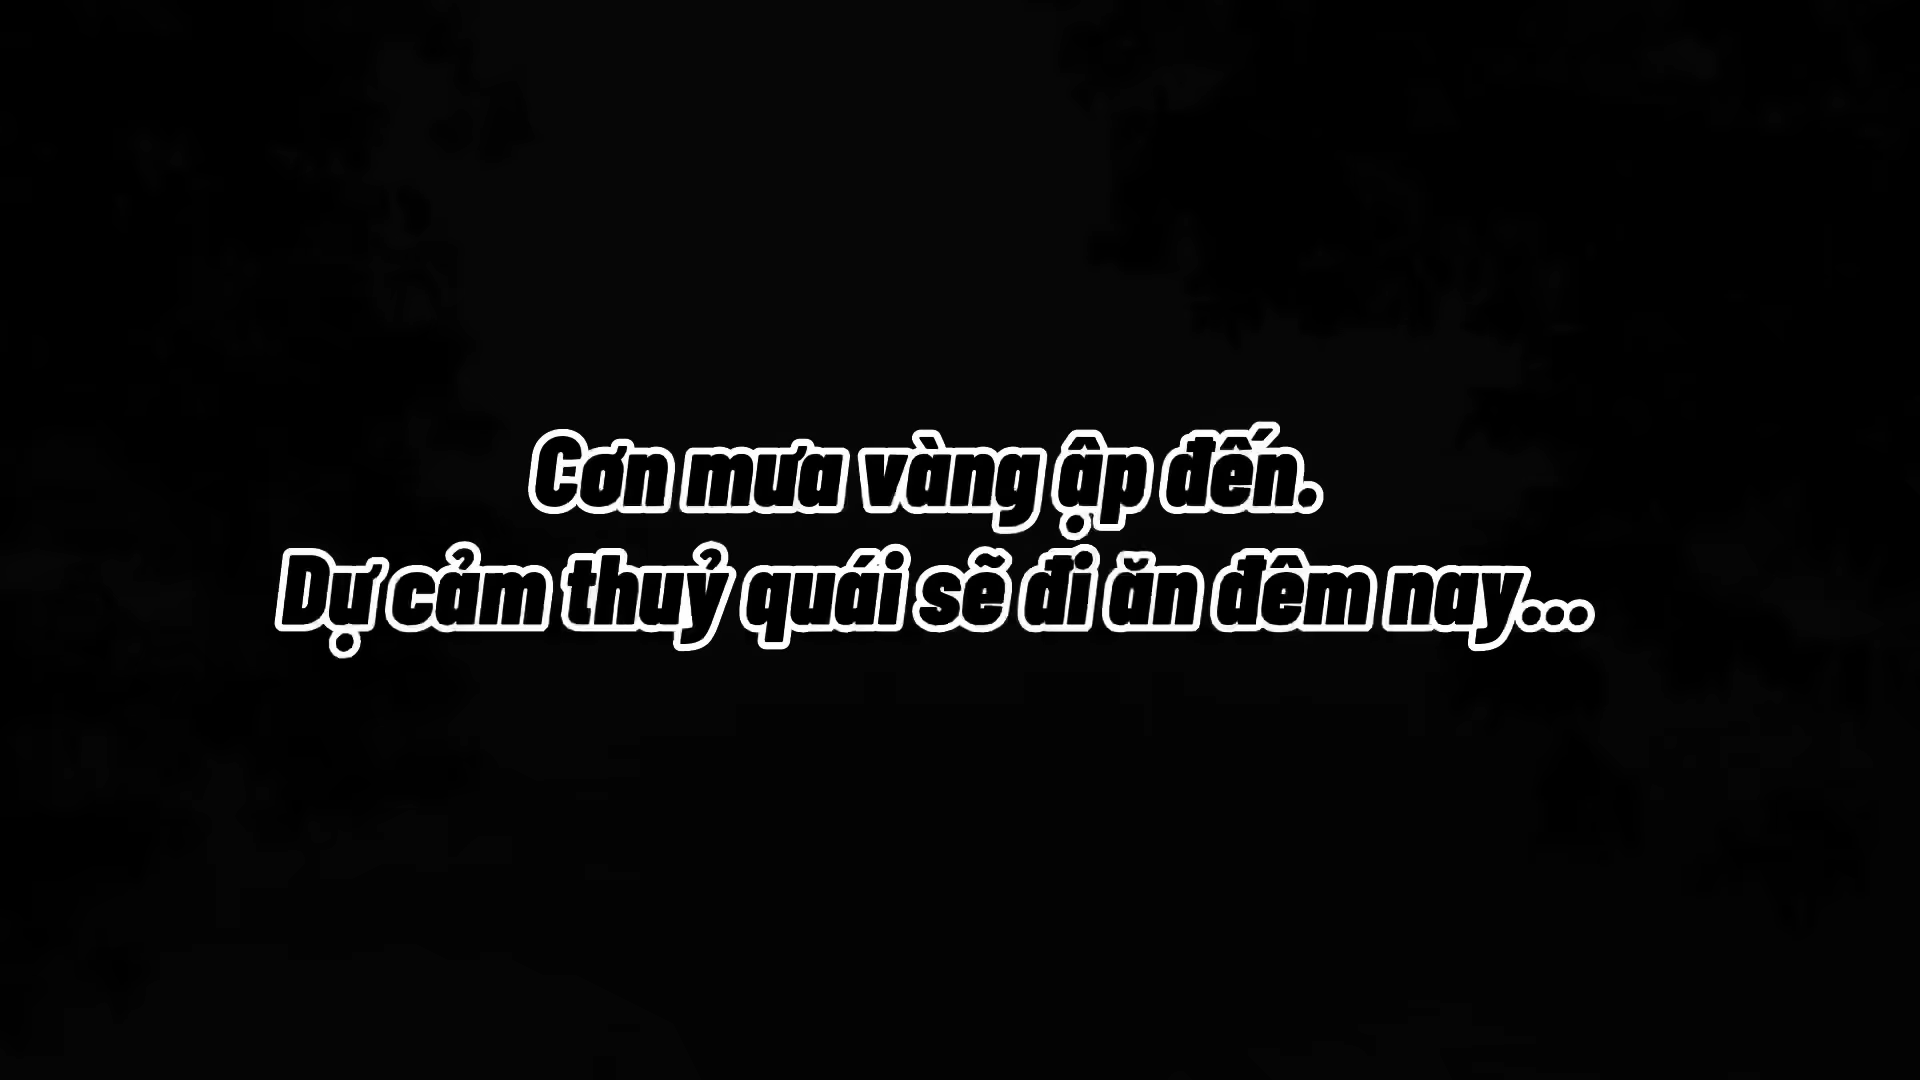 Cơn mưa vàng ập đến.
Dự cảm thuỷ quái sẽ đi ăn đêm nay...